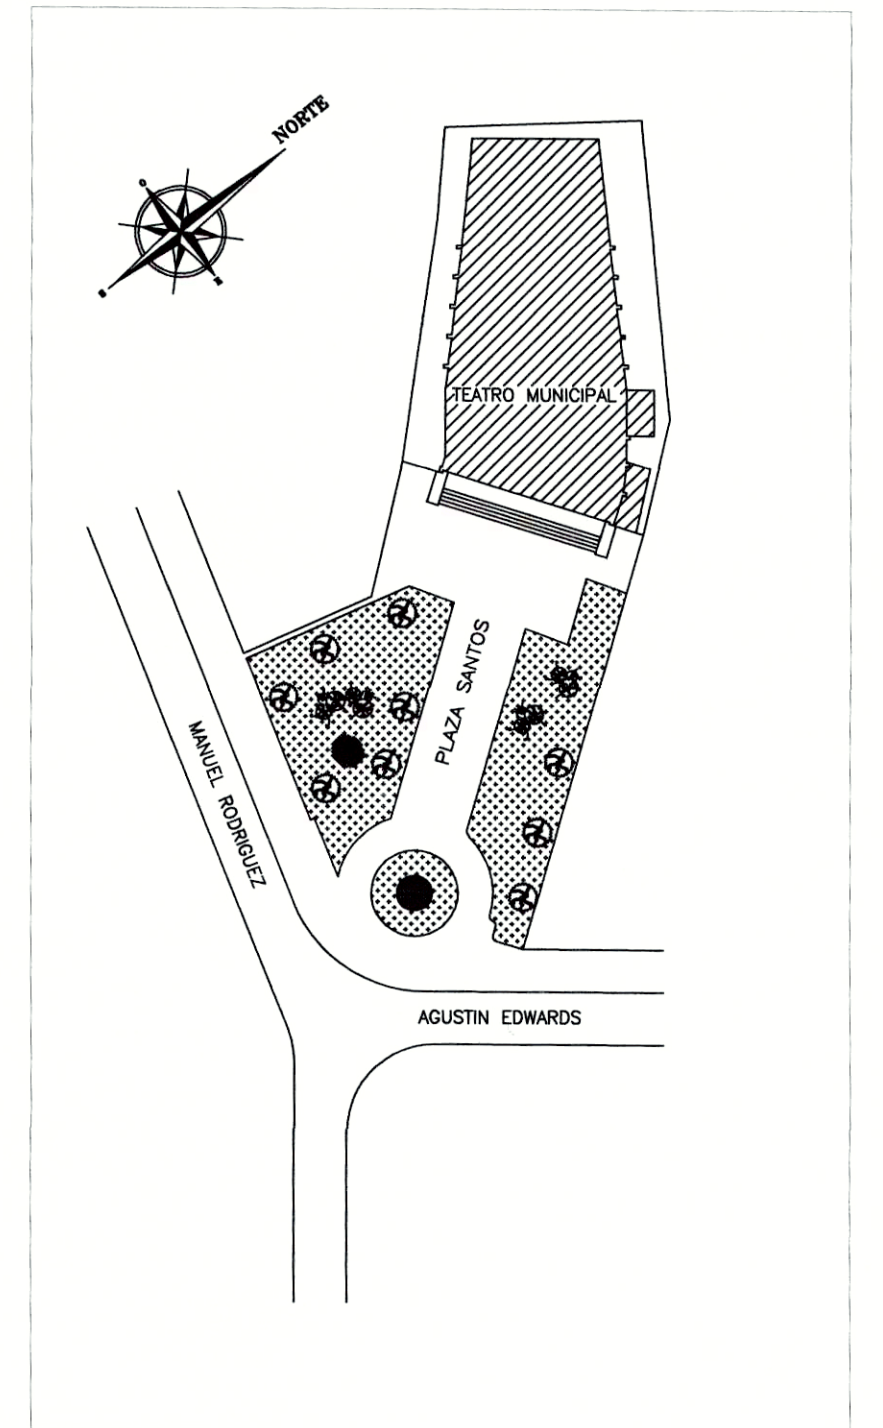 NORTE
O
S
TEATRO MUNICIPAL
PLAZA SANTOS
MANUEL RODRIGUEZ
AGUSTIN EDWARDS